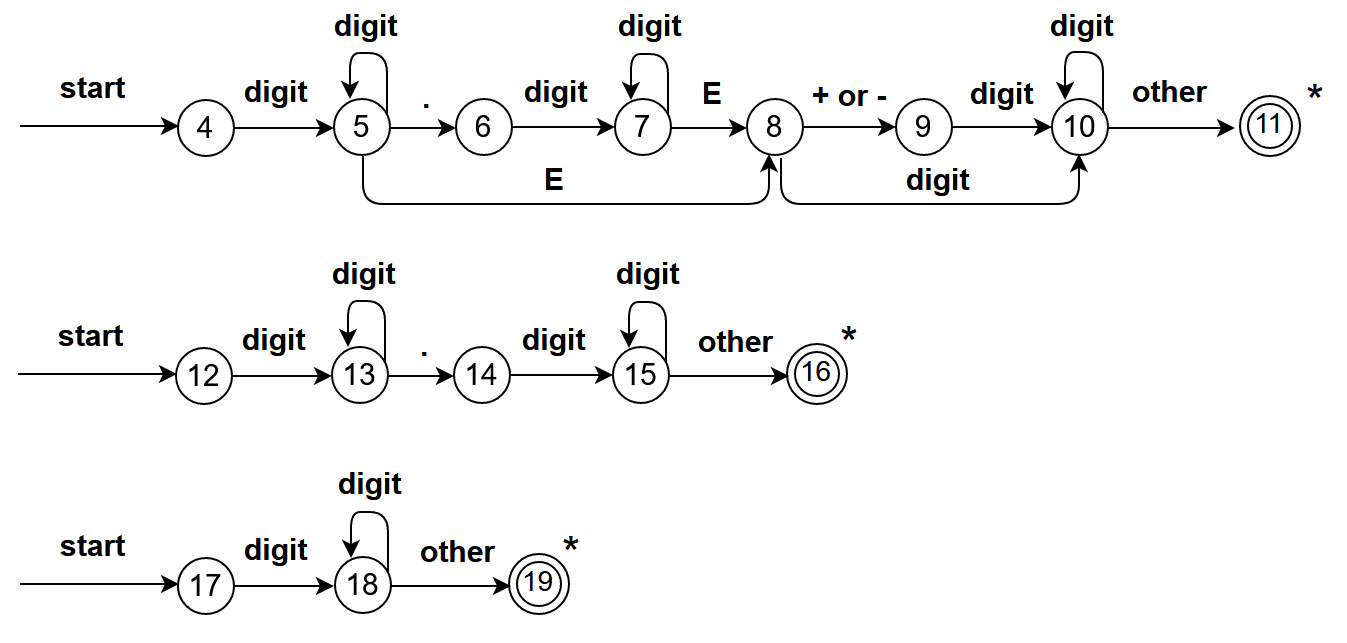 digit digit digit
start digit . digit E + or - digit other *
4 5 6 7 8 9 10 11
E digit
digit digit
start digit . digit other *
12 13 14 15 16
digit
start digit other *
17 18 19